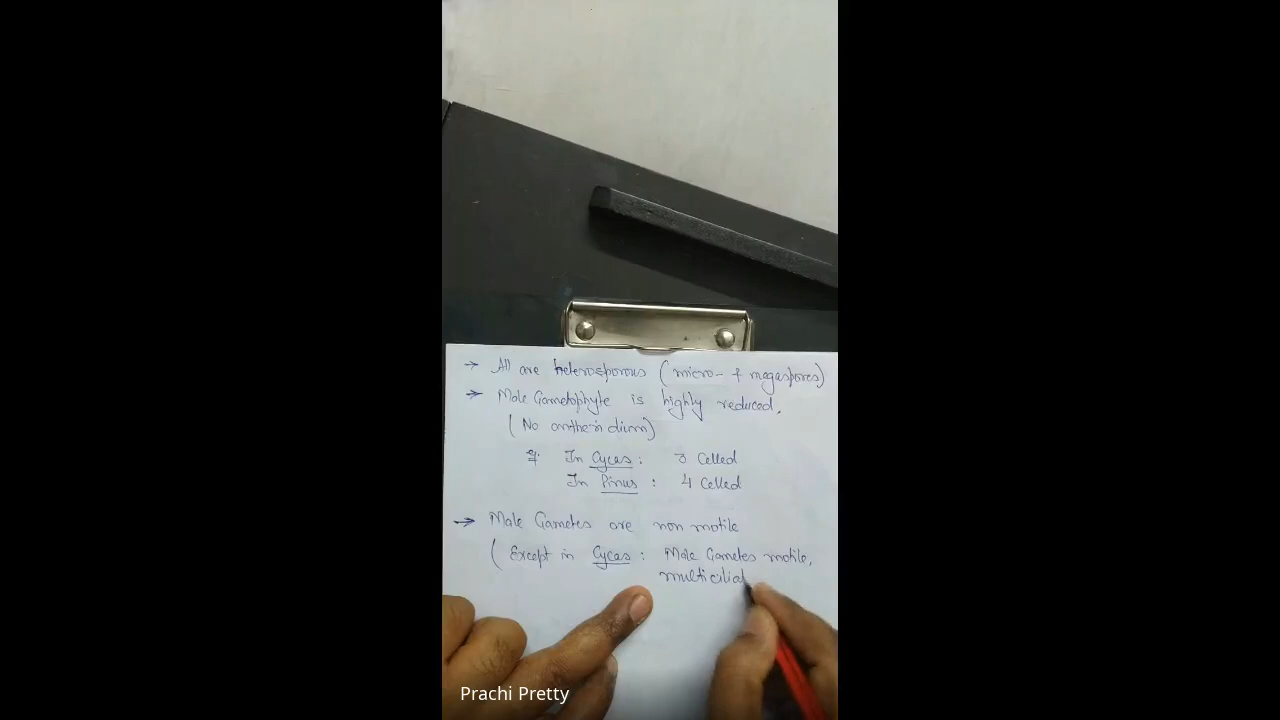 → All are heterosporous (micro- + megaspores)
→ Male Gametophyte is highly reduced.
(No antheridium)
eg. In Cycas : 3 Celled
In Pinus : 4 Celled
→ Male Gametes are non motile
(Except in Cycas : Male Gametes motile,
multiciliat
Prachi Pretty